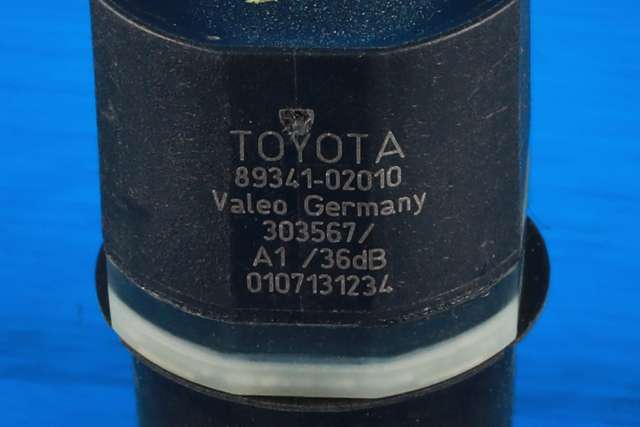 TOYOTA
89341-02010
Valeo Germany
303567/
A1 /36dB
0107131234